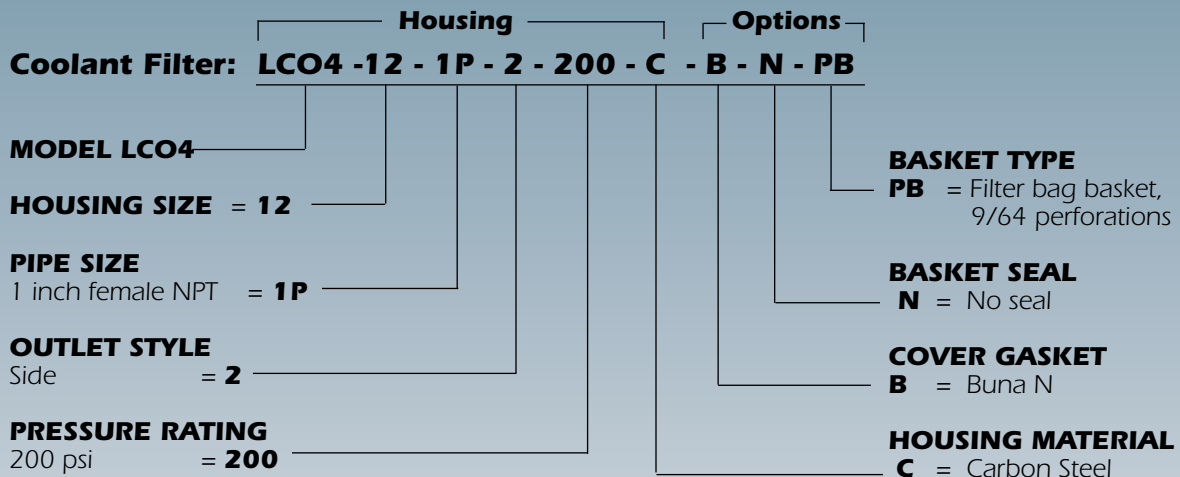 Housing Options
Coolant Filter: LCO4 -12 - 1P - 2 - 200 - C - B - N - PB
MODEL LCO4
HOUSING SIZE = 12
PIPE SIZE
1 inch female NPT = 1P
OUTLET STYLE
Side = 2
PRESSURE RATING
200 psi = 200
BASKET TYPE
PB = Filter bag basket,
9/64 perforations
BASKET SEAL
N = No seal
COVER GASKET
B = Buna N
HOUSING MATERIAL
C = Carbon Steel